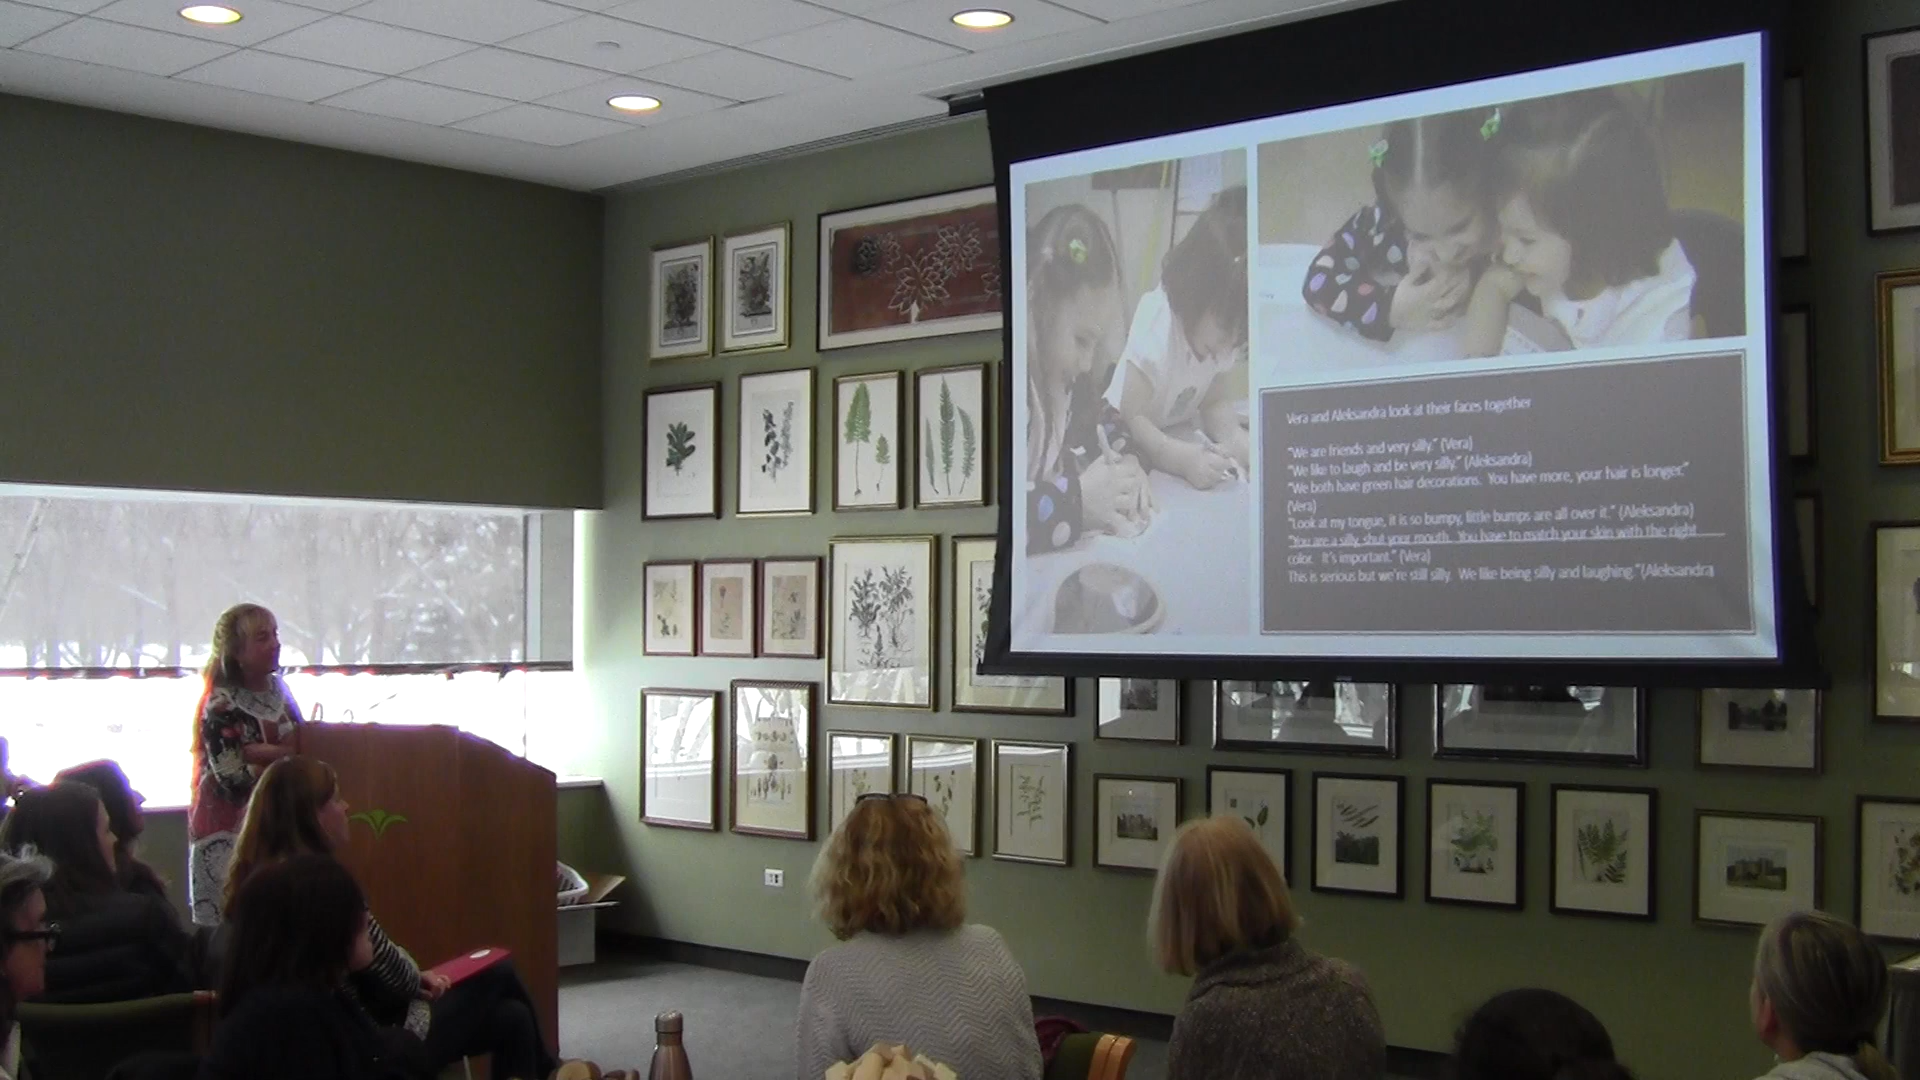 Vera and Aleksandra look at their faces together
"We are friends and very silly." (Vera)
"We like to laugh and be very silly." (Aleksandra)
"We both have green hair decorations. You have more, your hair is longer."
(Vera)
"Look at my tongue, it is so bumpy, little bumps are all over it." (Aleksandra)
"You are a silly, shut your mouth. You have to match your skin with the right
color. It's important." (Vera)
This is serious but we're still silly. We like being silly and laughing."(Aleksandra)